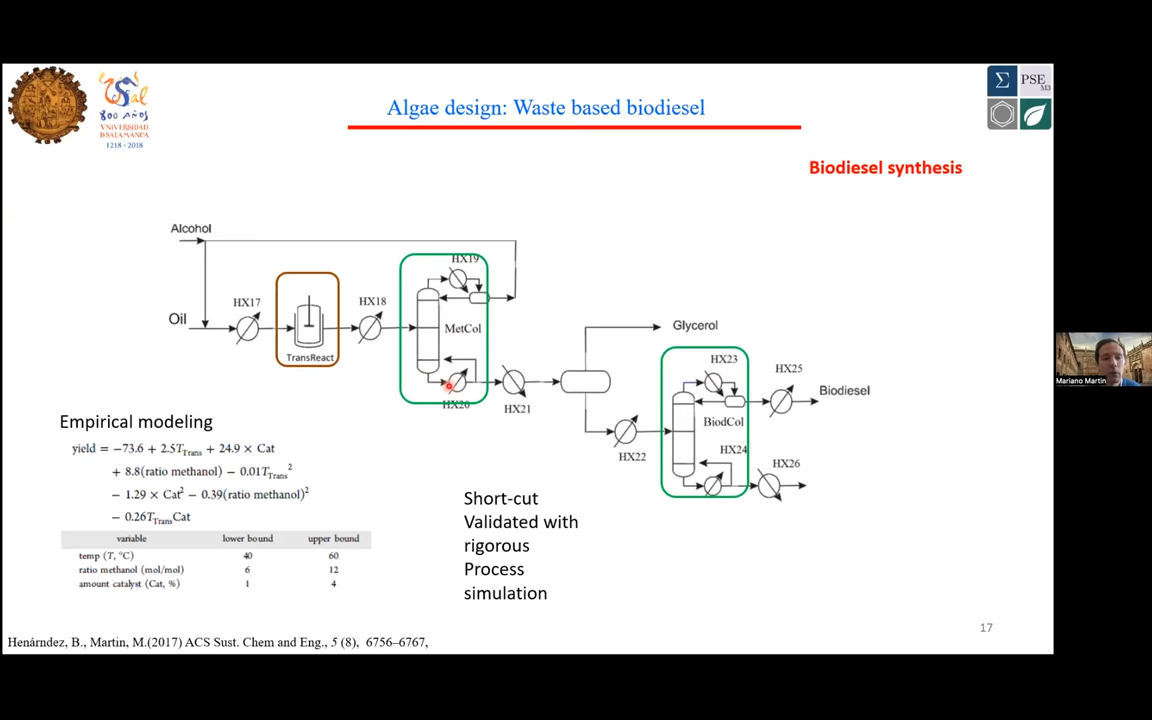 VSal
800 AÑOS
VNIVERSIDAD
D SALAMANCA
1218 - 2018
Algae design: Waste based biodiesel
Σ PSE
M3
Biodiesel synthesis
Alcohol
Oil
HX17
TransReact
HX18
HX19
MetCol
HX20
HX21
Glycerol
HX22
HX23
BiodCol
HX24
HX25
Biodiesel
HX26
Empirical modeling
yield = −73.6 + 2.5T_Trans + 24.9 × Cat
+ 8.8(ratio methanol) − 0.01T_Trans²
− 1.29 × Cat² − 0.39(ratio methanol)²
− 0.26T_TransCat
variable lower bound upper bound
temp (T, °C) 40 60
ratio methanol (mol/mol) 6 12
amount catalyst (Cat, %) 1 4
Short-cut
Validated with
rigorous
Process
simulation
17
Henárndez, B., Martin, M.(2017) ACS Sust. Chem and Eng., 5 (8), 6756–6767,
Mariano Martin